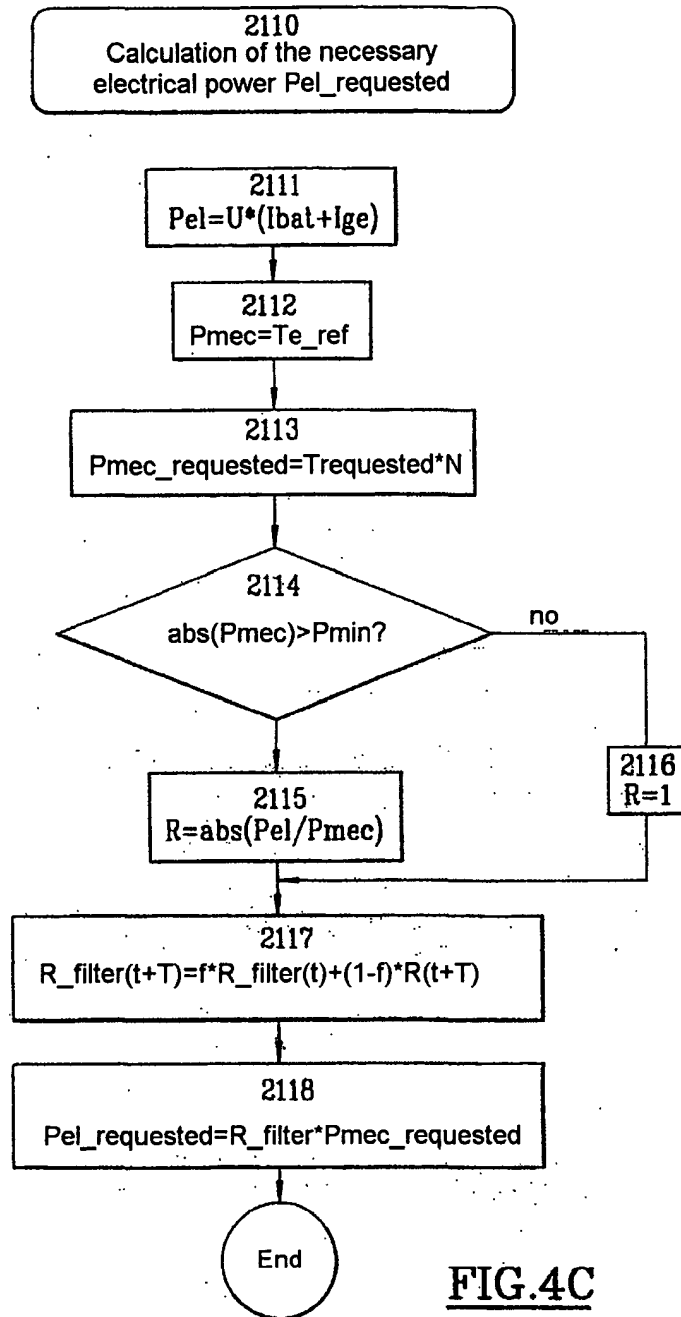 2110
Calculation of the necessary
electrical power Pel_requested
2111
Pel=U*(Ibat+Ige)
2112
Pmec=Te_ref
2113
Pmec_requested=Trequested*N
2114
abs(Pmec)>Pmin?
no
2115
R=abs(Pel/Pmec)
2116
R=1
2117
R_filter(t+T)=f*R_filter(t)+(1-f)*R(t+T)
2118
Pel_requested=R_filter*Pmec_requested
End
FIG.4C